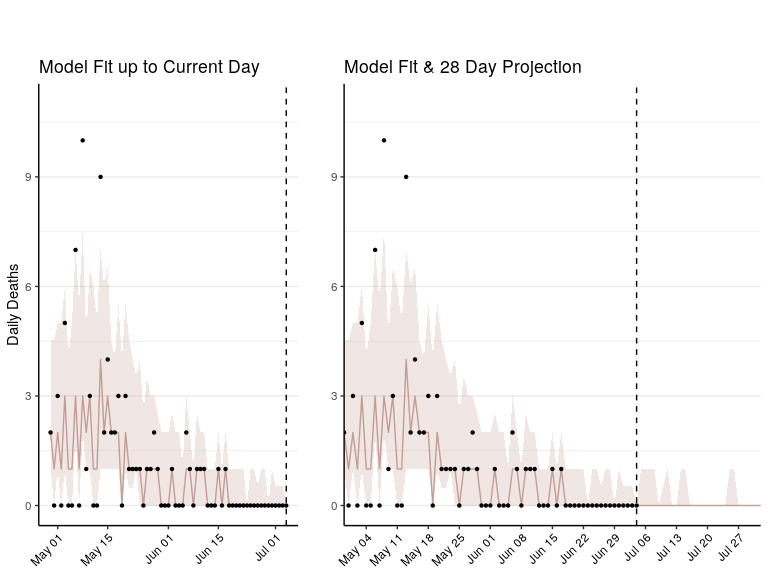 Model Fit up to Current Day
Model Fit & 28 Day Projection
Daily Deaths
9
6
3
0
May 01
May 15
Jun 01
Jun 15
Jul 01
9
6
3
0
May 04
May 11
May 18
May 25
Jun 01
Jun 08
Jun 15
Jun 22
Jun 29
Jul 06
Jul 13
Jul 20
Jul 27